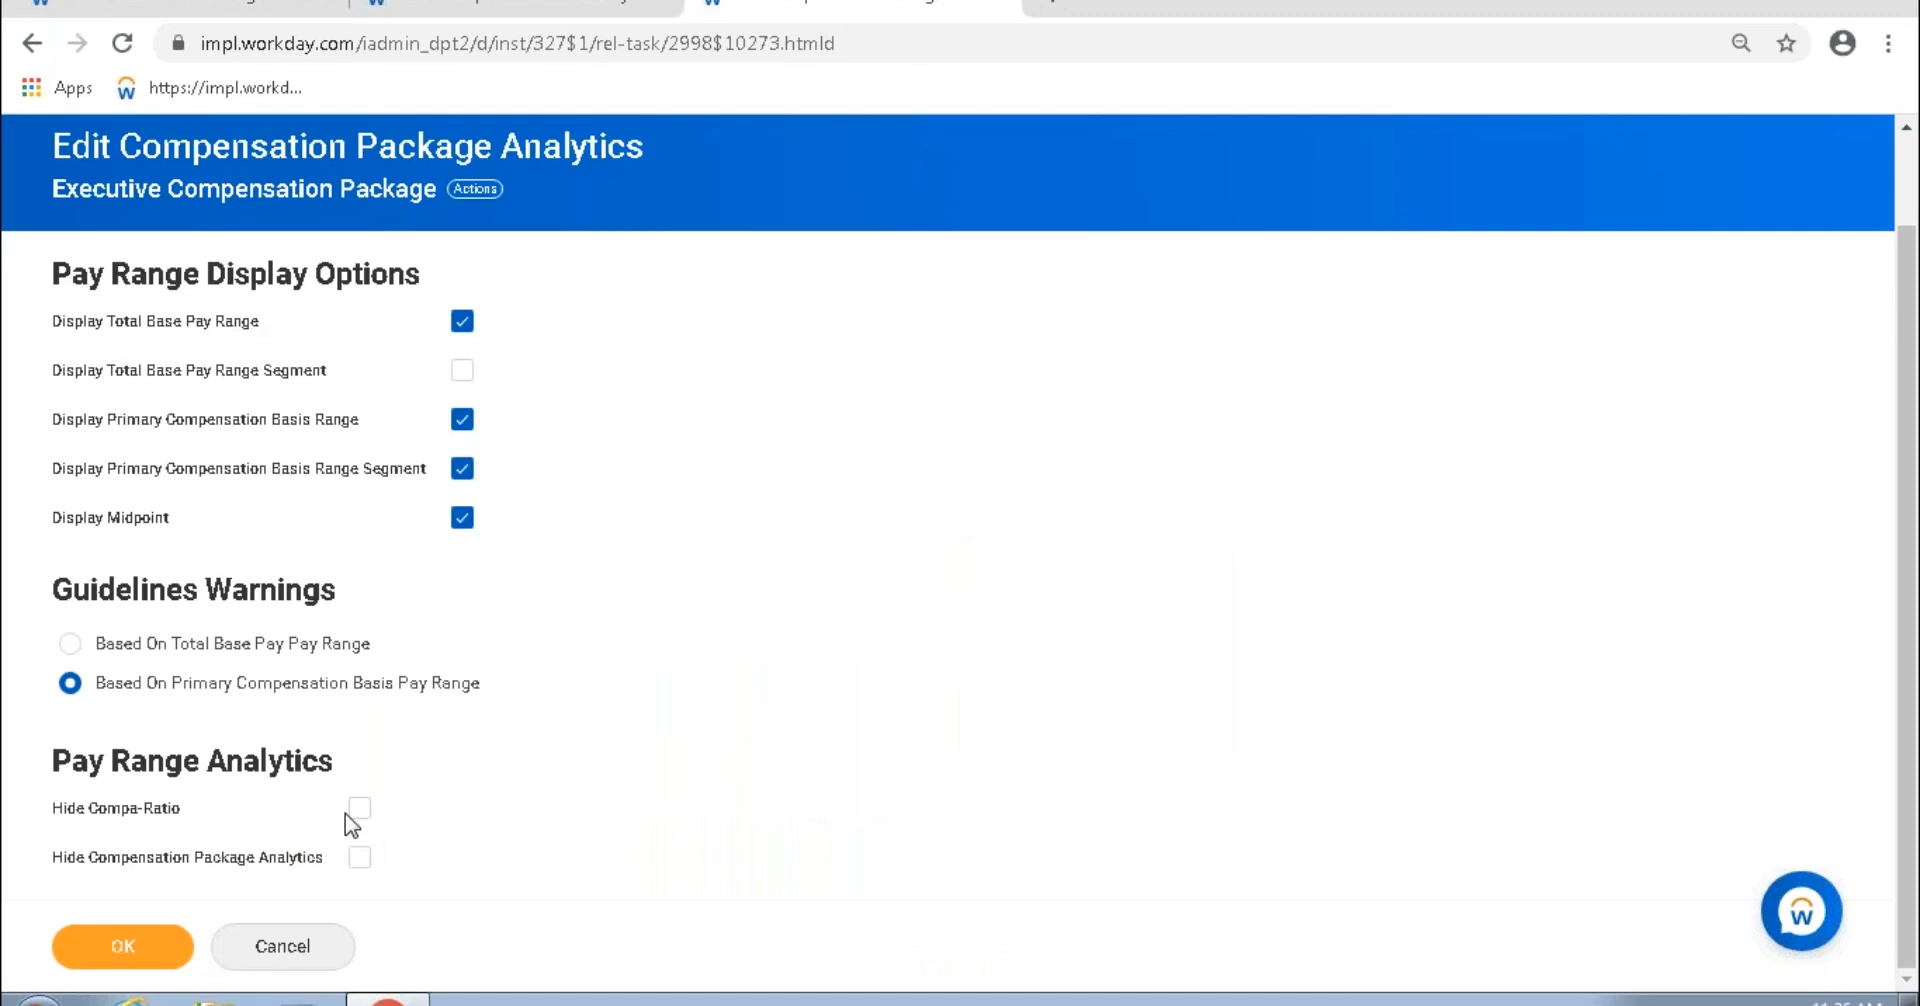 impl.workday.com/iadmin_dpt2/d/inst/327$1/rel-task/2998$10273.htmld
Apps
https://impl.workd...
Edit Compensation Package Analytics
Executive Compensation Package Actions
Pay Range Display Options
Display Total Base Pay Range
Display Total Base Pay Range Segment
Display Primary Compensation Basis Range
Display Primary Compensation Basis Range Segment
Display Midpoint
Guidelines Warnings
Based On Total Base Pay Pay Range
Based On Primary Compensation Basis Pay Range
Pay Range Analytics
Hide Compa-Ratio
Hide Compensation Package Analytics
OK Cancel